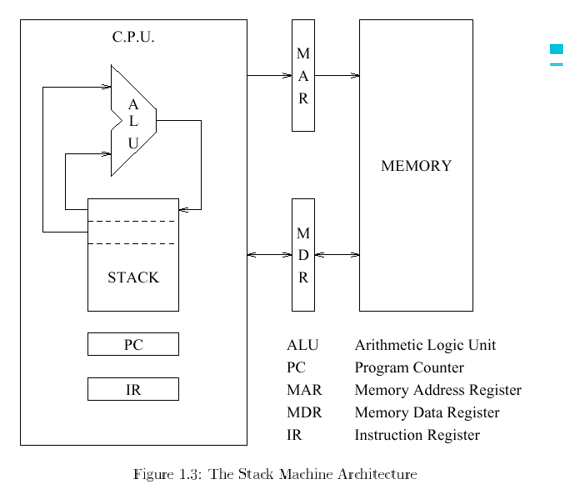 C.P.U.
M
A
R
A
L
U
MEMORY
STACK
M
D
R
PC
IR
ALU Arithmetic Logic Unit
PC Program Counter
MAR Memory Address Register
MDR Memory Data Register
IR Instruction Register
Figure 1.3: The Stack Machine Architecture